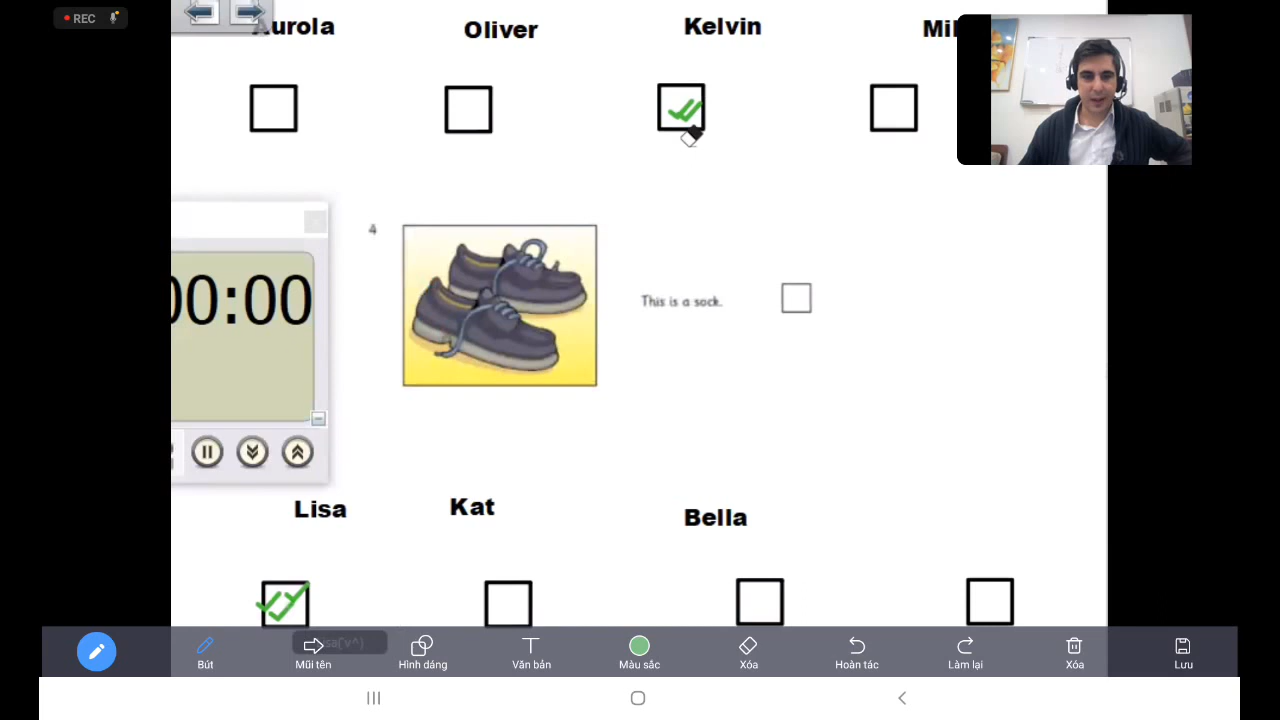 REC
Aurola
Oliver
Kelvin
4
00:00
This is a sock.
Lisa
Kat
Bella
Bút
Mũi tên
Hình dáng
Văn bản
Màu sắc
Xóa
Hoàn tác
Làm lại
Xóa
Lưu